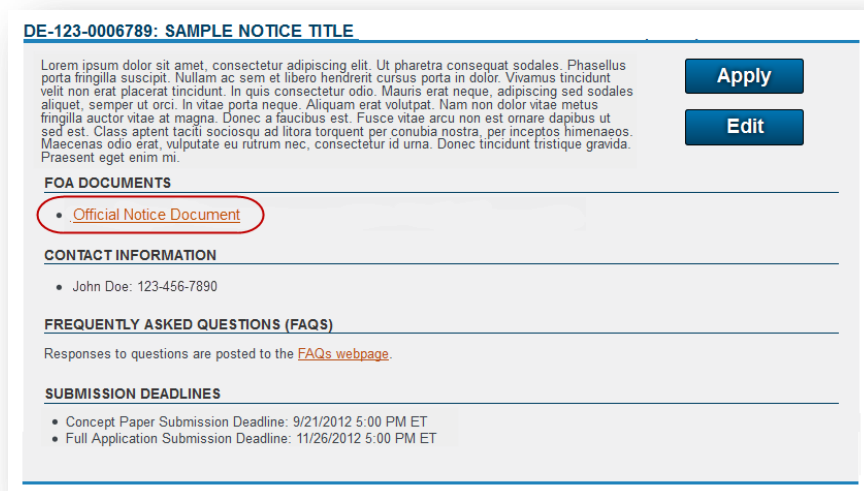 DE-123-0006789: SAMPLE NOTICE TITLE
Lorem ipsum dolor sit amet, consectetur adipiscing elit. Ut pharetra consequat sodales. Phasellus
porta fringilla suscipit. Nullam ac sem et libero hendrerit cursus porta in dolor. Vivamus tincidunt
velit non erat placerat tincidunt. In quis consectetur odio. Mauris erat neque, adipiscing sed sodales
aliquet, semper ut orci. In vitae porta neque. Aliquam erat volutpat. Nam non dolor vitae metus
fringilla auctor vitae at magna. Donec a faucibus est. Fusce vitae arcu non est ornare dapibus ut
sed est. Class aptent taciti sociosqu ad litora torquent per conubia nostra, per inceptos himenaeos.
Maecenas odio erat, vulputate eu rutrum nec, consectetur id urna. Donec tincidunt tristique gravida.
Praesent eget enim mi.
Apply
Edit
FOA DOCUMENTS
• Official Notice Document
CONTACT INFORMATION
• John Doe: 123-456-7890
FREQUENTLY ASKED QUESTIONS (FAQS)
Responses to questions are posted to the FAQs webpage.
SUBMISSION DEADLINES
• Concept Paper Submission Deadline: 9/21/2012 5:00 PM ET
• Full Application Submission Deadline: 11/26/2012 5:00 PM ET